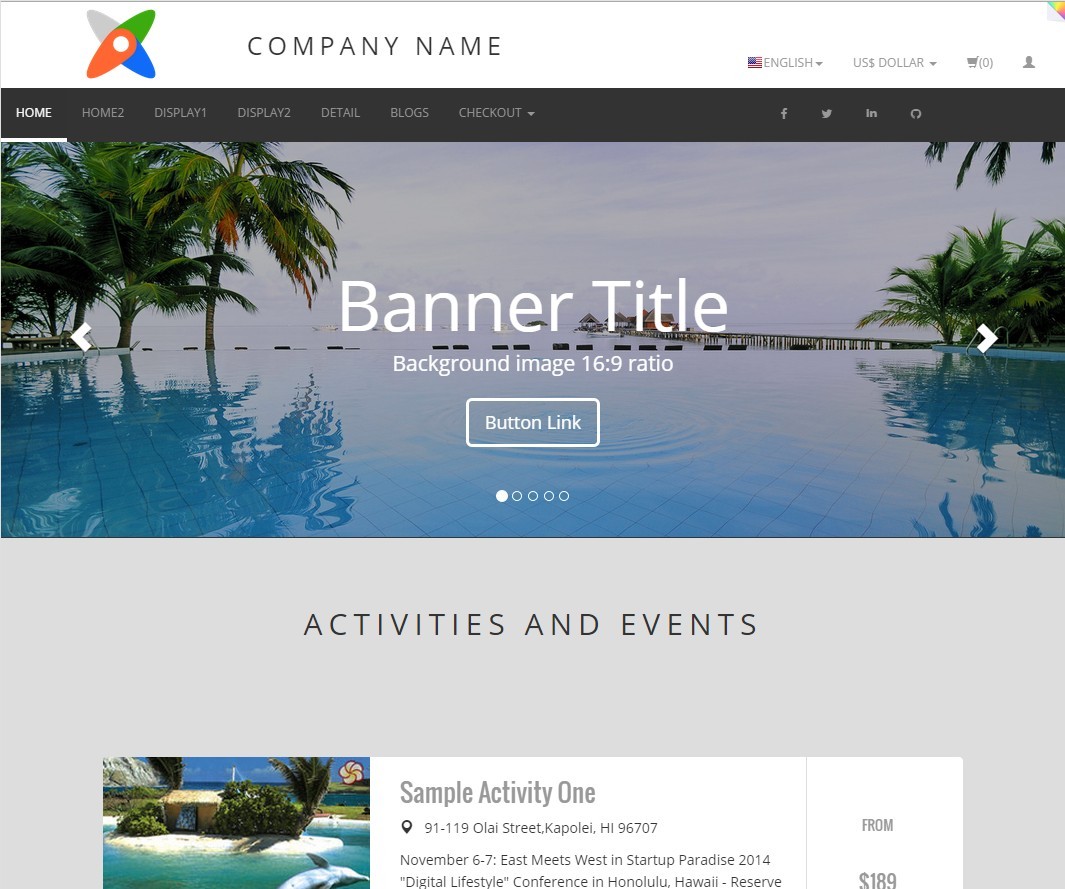 COMPANY NAME
ENGLISH
US$ DOLLAR
(0)
HOME HOME2 DISPLAY1 DISPLAY2 DETAIL BLOGS CHECKOUT
Banner Title
Background image 16:9 ratio
Button Link
ACTIVITIES AND EVENTS
Sample Activity One
91-119 Olai Street,Kapolei, HI 96707
November 6-7: East Meets West in Startup Paradise 2014
"Digital Lifestyle" Conference in Honolulu, Hawaii - Reserve
FROM
$189